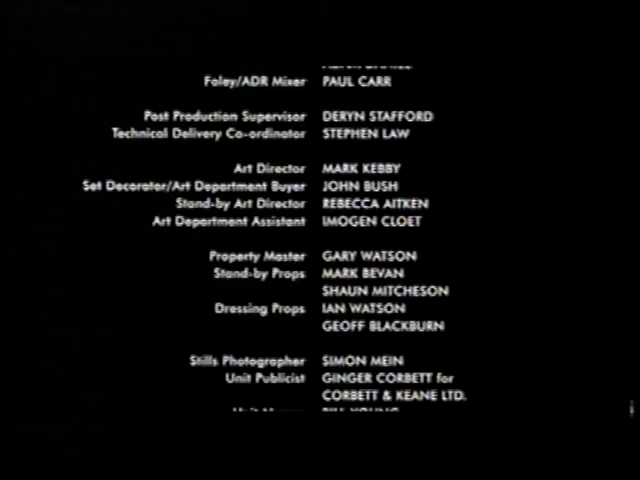 Foley/ADR Mixer PAUL CARR
Post Production Supervisor DERYN STAFFORD
Technical Delivery Co-ordinator STEPHEN LAW
Art Director MARK KEBBY
Set Decorator/Art Department Buyer JOHN BUSH
Stand-by Art Director REBECCA AITKEN
Art Department Assistant IMOGEN CLOET
Property Master GARY WATSON
Stand-by Props MARK BEVAN
SHAUN MITCHESON
Dressing Props IAN WATSON
GEOFF BLACKBURN
Stills Photographer SIMON MEIN
Unit Publicist GINGER CORBETT for
CORBETT & KEANE LTD.